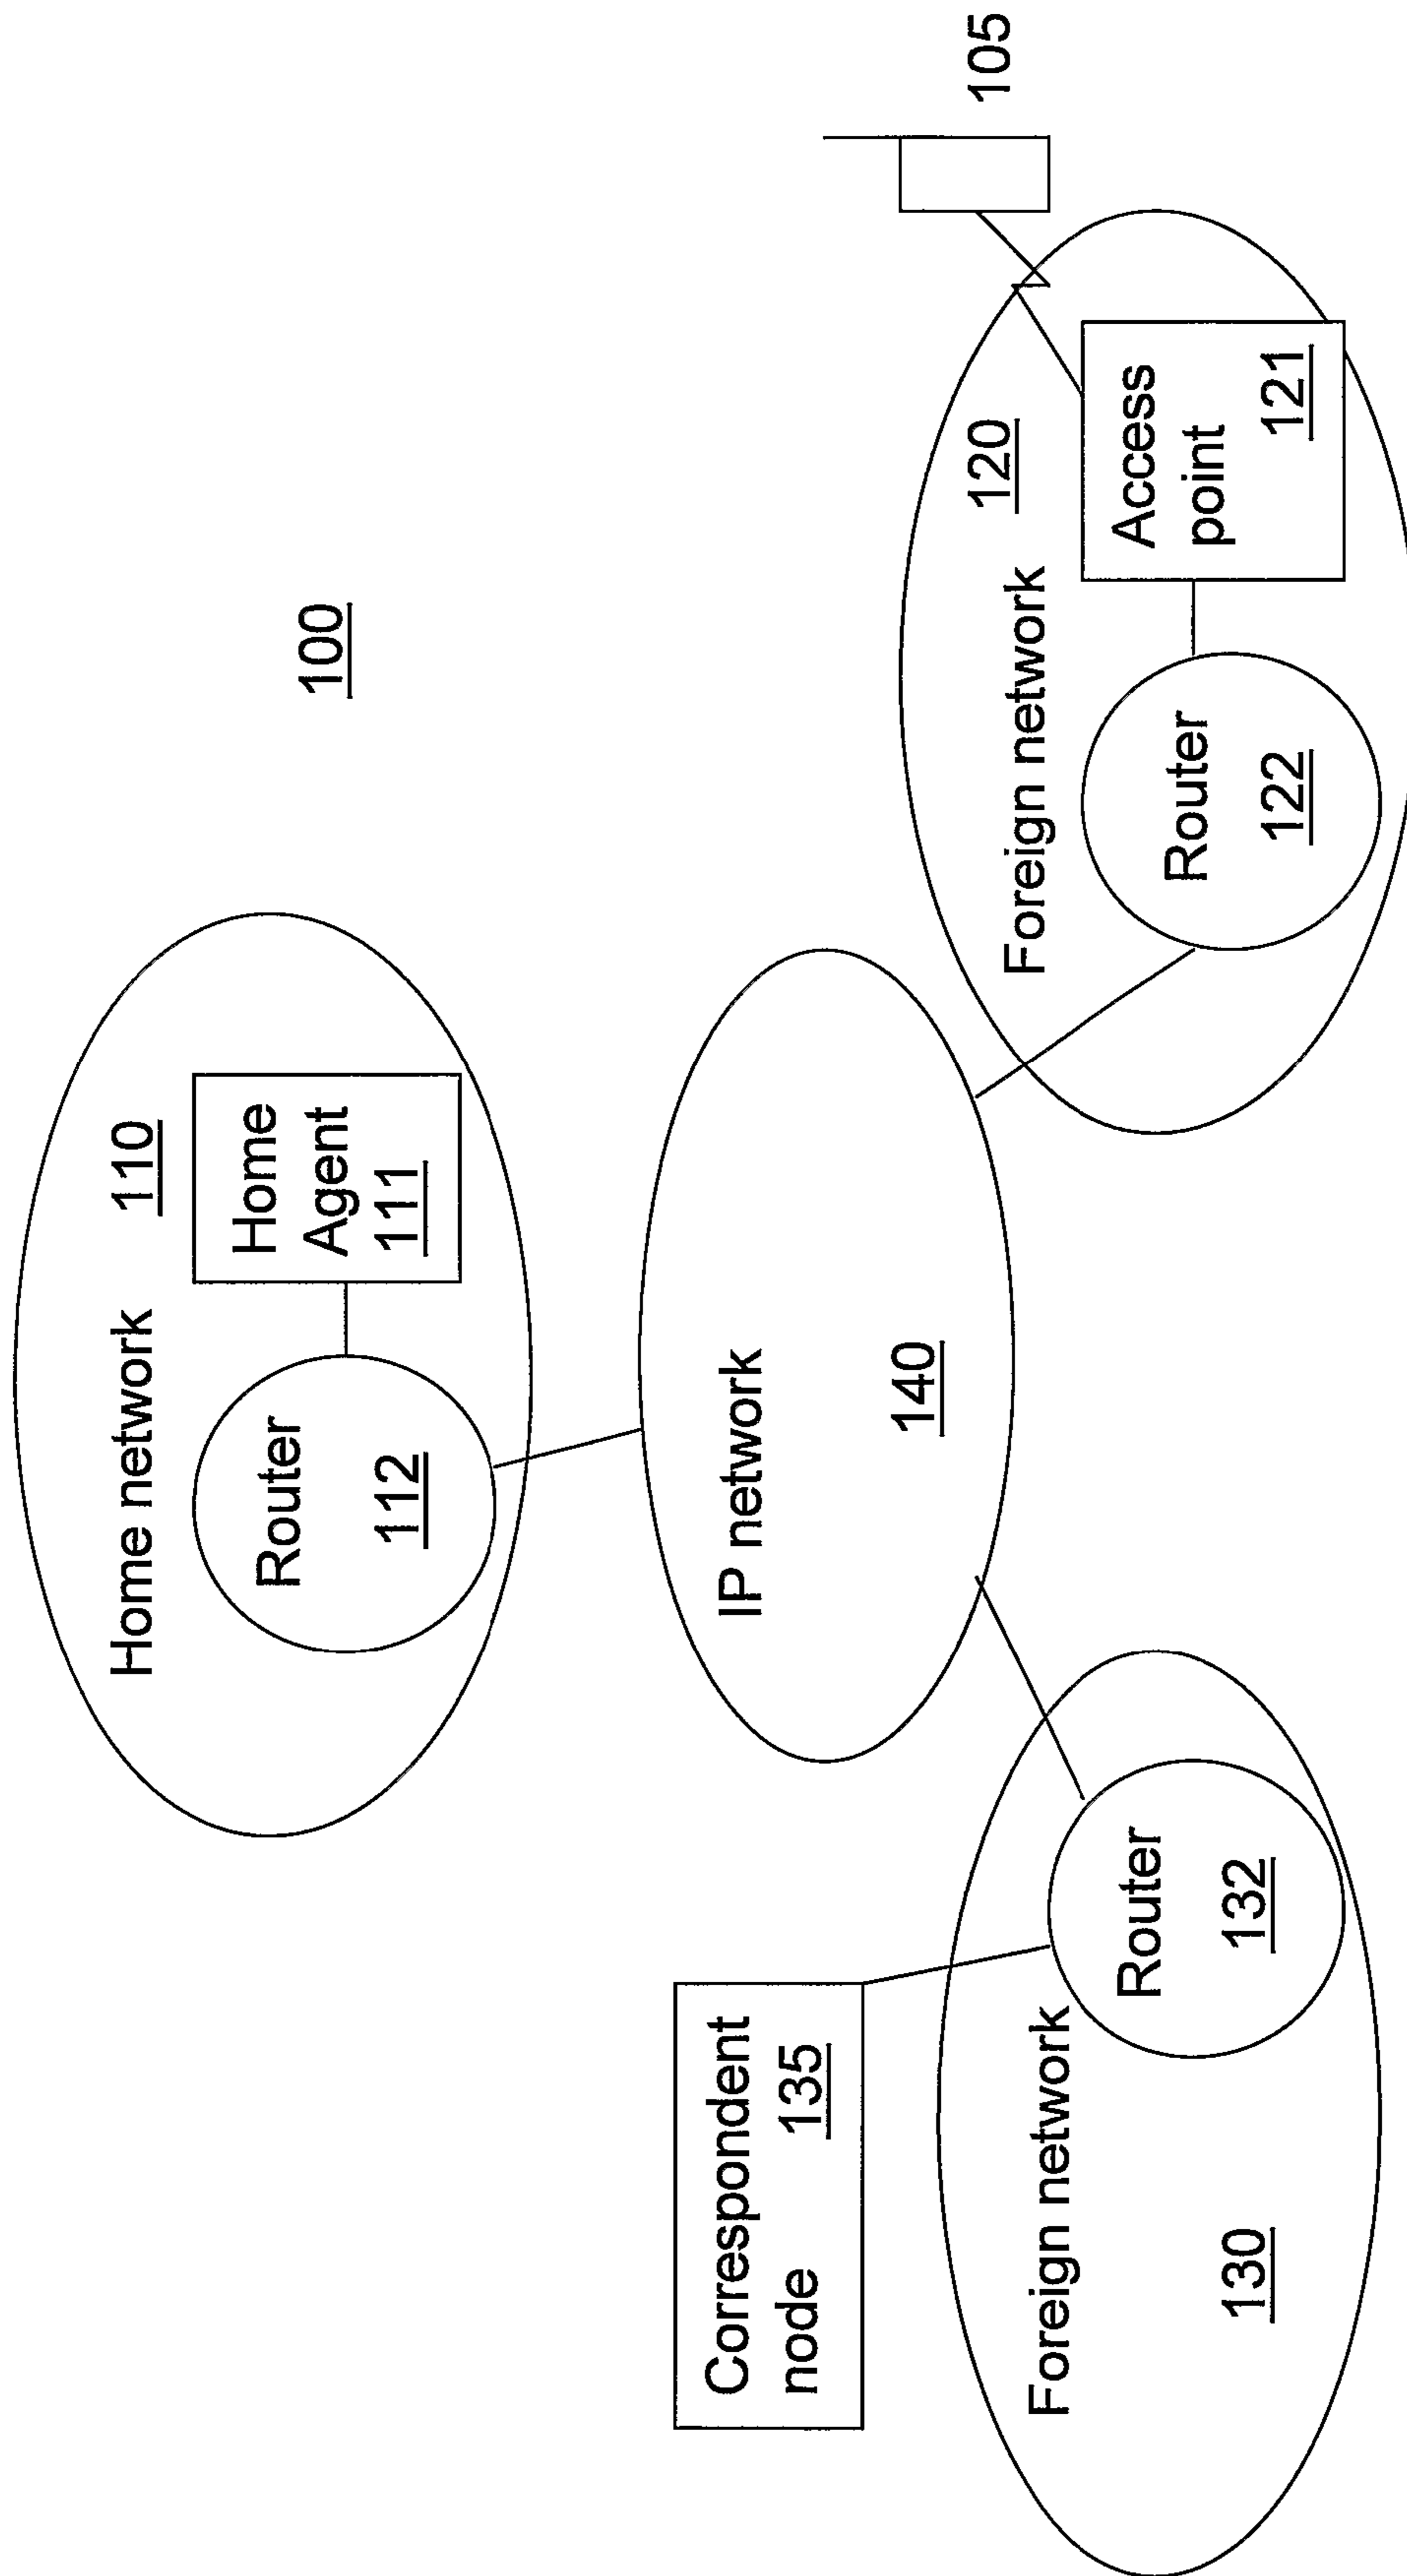 100
Home network 110
Router
112
Home
Agent
111
IP network
140
Correspondent
node 135
Foreign network
130
Router
132
Foreign network 120
Router
122
Access
point
121
105